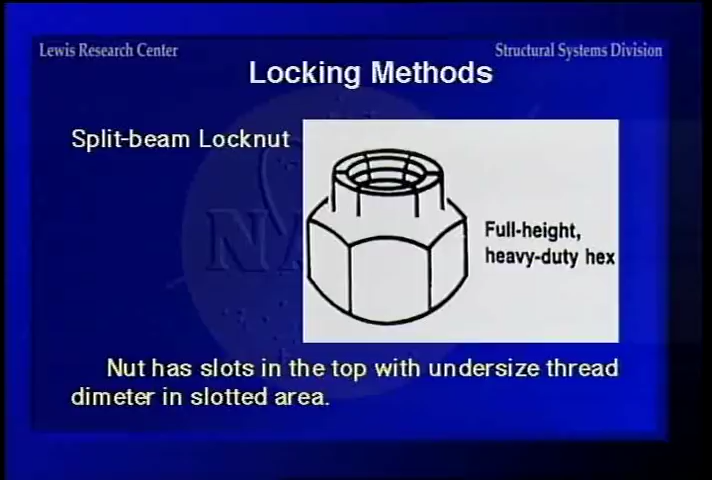 Lewis Research Center
Structural Systems Division
Locking Methods
Split-beam Locknut
Full-height,
heavy-duty hex
NASA
Nut has slots in the top with undersize thread
dimeter in slotted area.